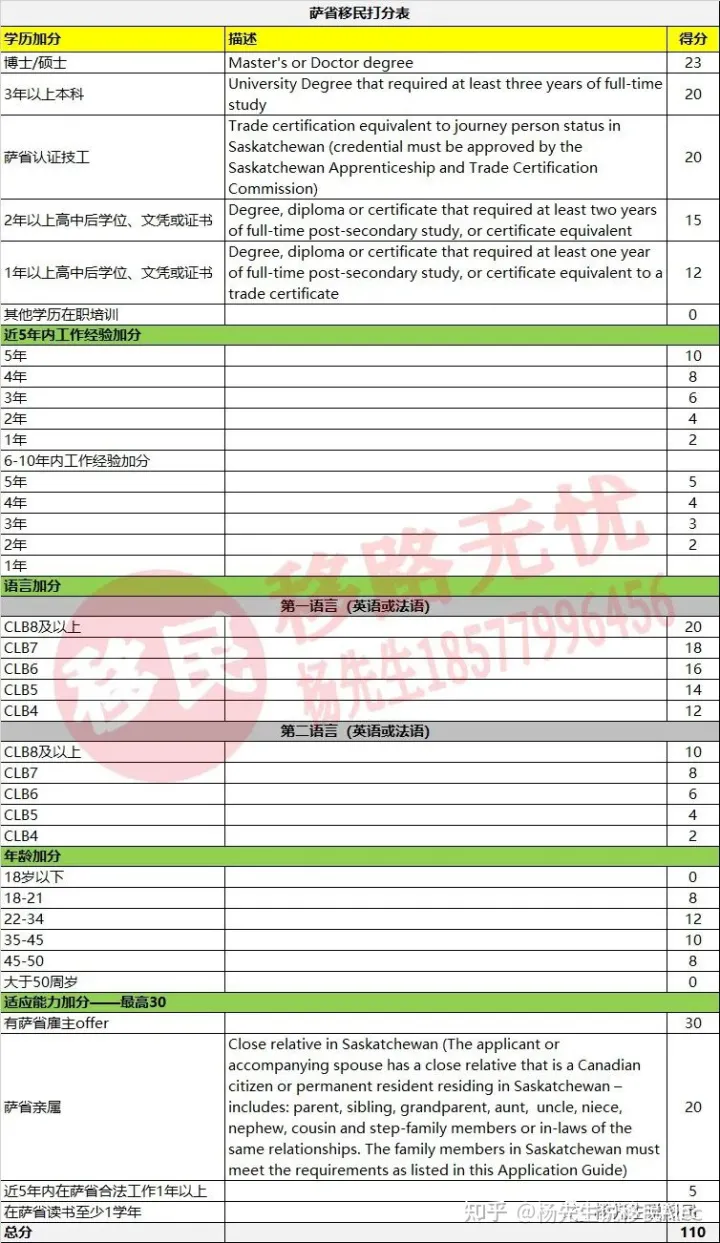 萨省移民打分表
学历加分 描述 得分
博士/硕士 Master's or Doctor degree 23
3年以上本科 University Degree that required at least three years of full-time
study 20
萨省认证技工 Trade certification equivalent to journey person status in
Saskatchewan (credential must be approved by the
Saskatchewan Apprenticeship and Trade Certification
Commission) 20
2年以上高中后学位、文凭或证书 Degree, diploma or certificate that required at least two years
of full-time post-secondary study, or certificate equivalent 15
1年以上高中后学位、文凭或证书 Degree, diploma or certificate that required at least one year
of full-time post-secondary study, or certificate equivalent to a
trade certificate 12
其他学历在职培训 0
近5年内工作经验加分
5年 10
4年 8
3年 6
2年 4
1年 2
6-10年内工作经验加分
5年 5
4年 4
3年 3
2年 2
1年
语言加分
第一语言（英语或法语)
CLB8及以上 20
CLB7 18
CLB6 16
CLB5 14
CLB4 12
第二语言（英语或法语)
CLB8及以上 10
CLB7 8
CLB6 6
CLB5 4
CLB4 2
年龄加分
18岁以下 0
18-21 8
22-34 12
35-45 10
45-50 8
大于50周岁 0
适应能力加分——最高30
有萨省雇主offer 30
萨省亲属 Close relative in Saskatchewan (The applicant or
accompanying spouse has a close relative that is a Canadian
citizen or permanent resident residing in Saskatchewan –
includes: parent, sibling, grandparent, aunt, uncle, niece,
nephew, cousin and step-family members or in-laws of the
same relationships. The family members in Saskatchewan must
meet the requirements as listed in this Application Guide) 20
近5年内在萨省合法工作1年以上 5
在萨省读书至少1学年
总分 110
移民
移路无忧
杨先生18577996456
知乎 @杨先生